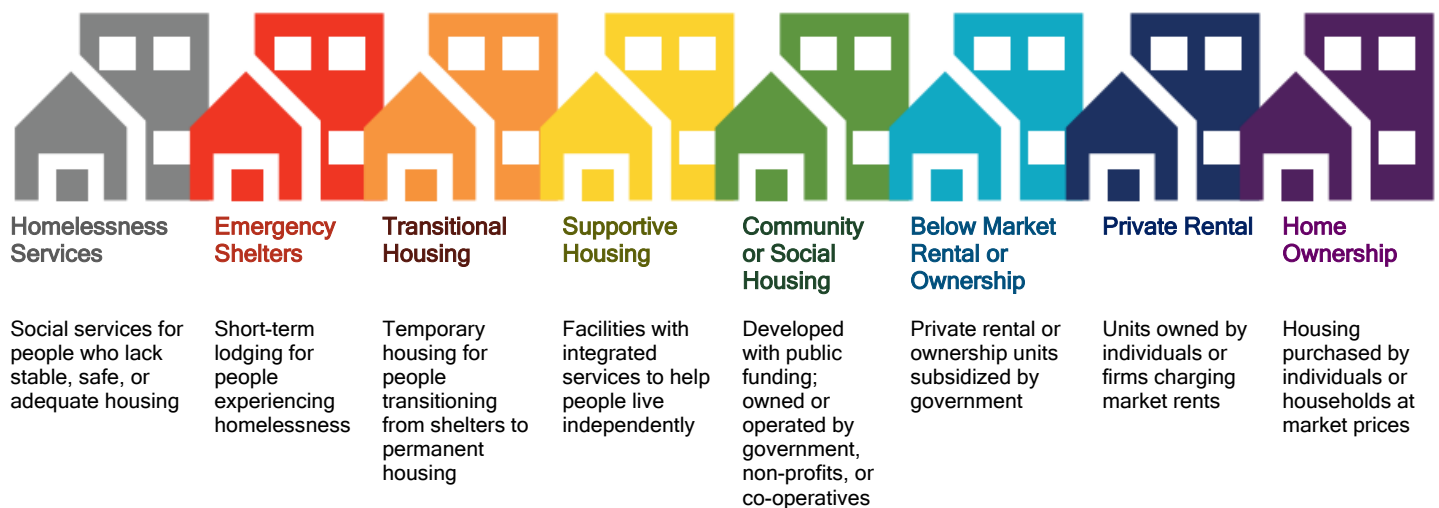 Homelessness
Services
Emergency
Shelters
Transitional
Housing
Supportive
Housing
Community
or Social
Housing
Below Market
Rental or
Ownership
Private Rental
Home
Ownership
Social services for
people who lack
stable, safe, or
adequate housing
Short-term
lodging for
people
experiencing
homelessness
Temporary
housing for
people
transitioning
from shelters to
permanent
housing
Facilities with
integrated
services to help
people live
independently
Developed
with public
funding;
owned or
operated by
government,
non-profits, or
co-operatives
Private rental or
ownership units
subsidized by
government
Units owned by
individuals or
firms charging
market rents
Housing
purchased by
individuals or
households at
market prices